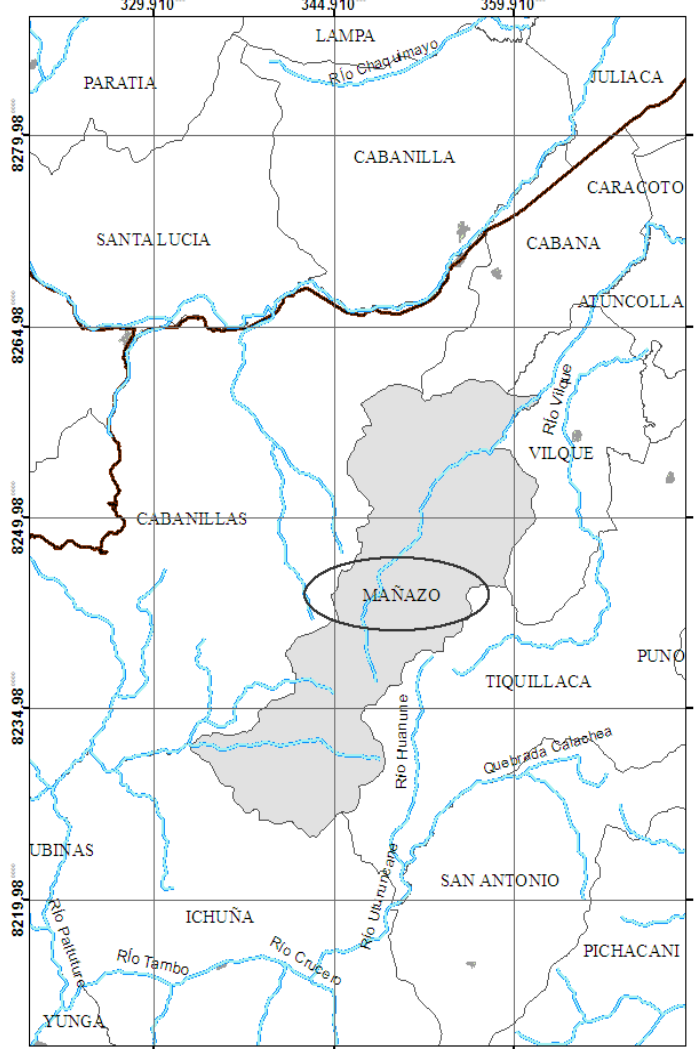 329,910 344,910 359,910
LAMPA
Río Chaquimayo
PARATIA
JULIACA
8279,98
CABANILLA
CARACOTO
SANTA LUCIA
CABANA
ATUNCOLLA
8264,98
Río Vilque
VILQUE
8249,98
CABANILLAS
MAÑAZO
PUNO
TIQUILLACA
8234,98
Río Huanune
Quebrada Calachea
UBINAS
SAN ANTONIO
Río Uturuncane
8219,98
ICHUÑA
Río Paltuture
Río Tambo
Río Crucero
PICHACANI
YUNGA